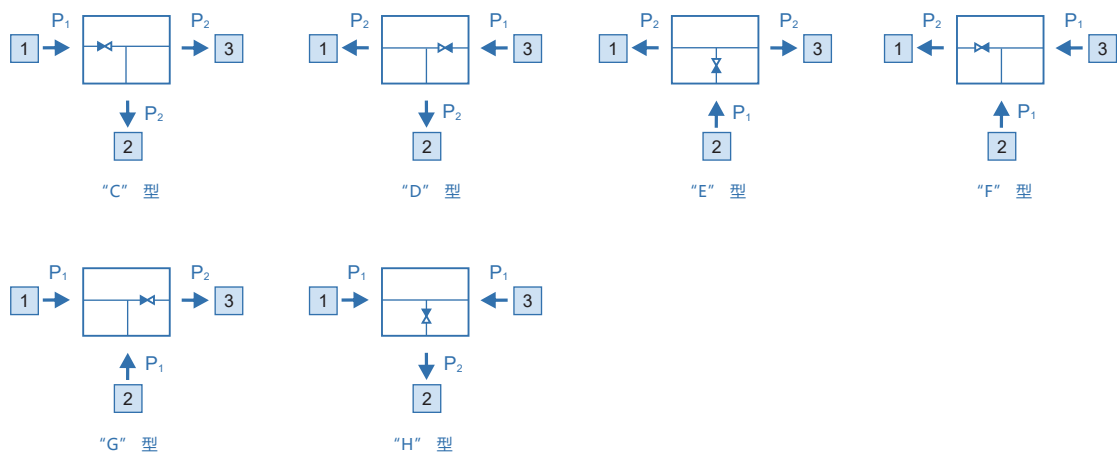 P₁ P₂ P₂ P₁ P₂ P₂ P₂ P₁
1 3 1 3 1 3 1 3
P₂ P₂ P₁ P₁
2 2 2 2
“C” 型 “D” 型 “E” 型 “F” 型
P₁ P₂ P₁ P₁
1 3 1 3
P₁ P₂
2 2
“G” 型 “H” 型